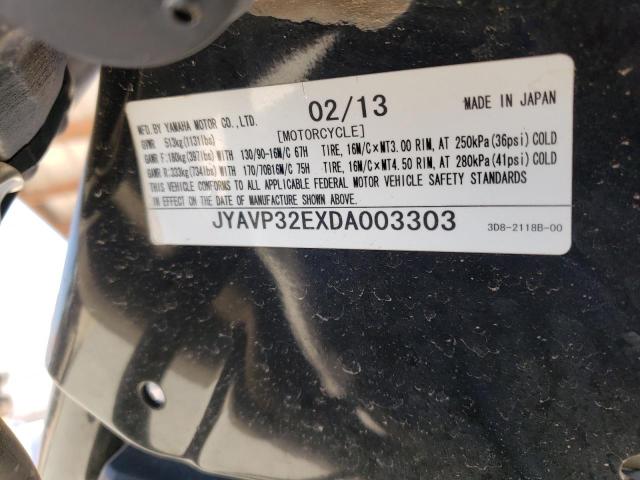 MFD.BY YAMAHA MOTOR CO.,LTD. 02/13 MADE IN JAPAN
GVWR 513kg(1131lbs) [MOTORCYCLE]
GAWR F:180kg(397lbs)WITH 130/90-16M/C 67H TIRE, 16M/C×MT3.00 RIM, AT 250kPa(36psi)COLD
GAWR R:333kg(734lbs)WITH 170/70B16M/C 75H TIRE, 16M/C×MT4.50 RIM, AT 280kPa(41psi)COLD
THIS VEHICLE CONFORMS TO ALL APPLICABLE FEDERAL MOTOR VEHICLE SAFETY STANDARDS
IN EFFECT ON THE DATE OF MANUFACTURE SHOWN ABOVE.
JYAVP32EXDA003303 3D8-2118B-00